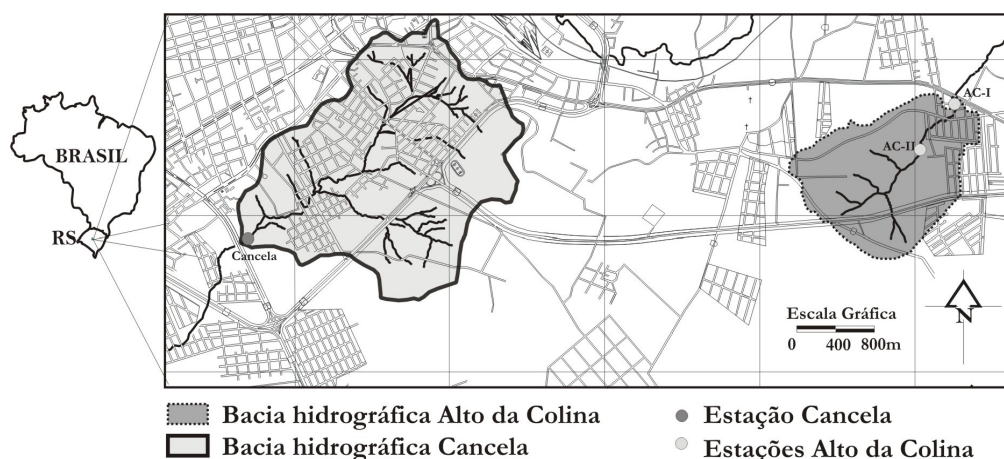 BRASIL
RS
Cancela
AC-I
AC-II
Escala Gráfica
0 400 800m
N
Bacia hidrográfica Alto da Colina
Estação Cancela
Bacia hidrográfica Cancela
Estações Alto da Colina